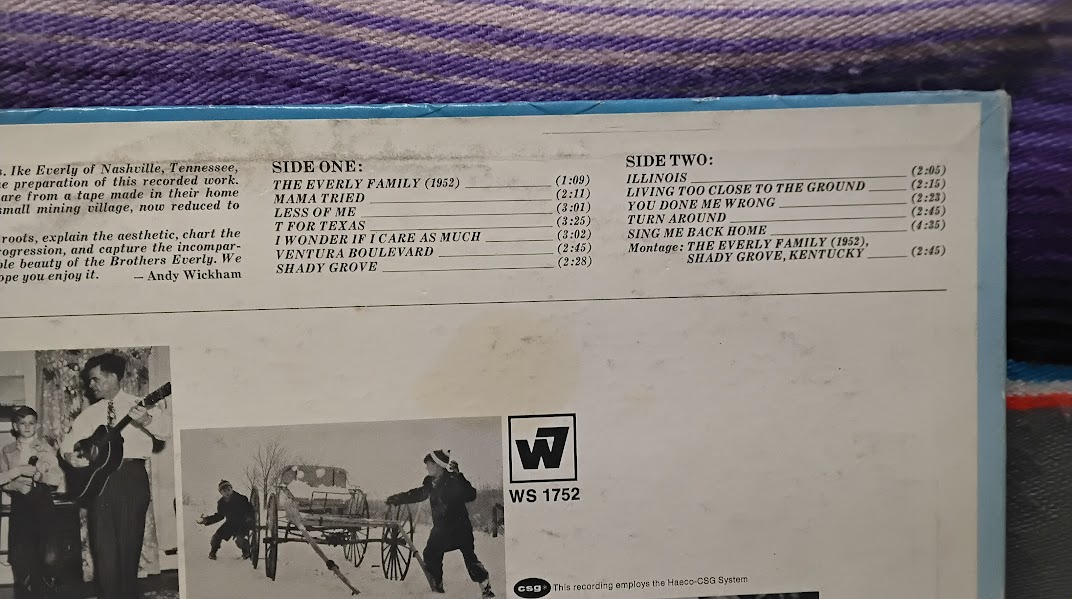 s. Ike Everly of Nashville, Tennessee,
e preparation of this recorded work.
are from a tape made in their home
small mining village, now reduced to
roots, explain the aesthetic, chart the
ogression, and capture the incompar-
ble beauty of the Brothers Everly. We
ope you enjoy it. — Andy Wickham
SIDE ONE:
THE EVERLY FAMILY (1952) (1:09)
MAMA TRIED (2:11)
LESS OF ME (3:01)
T FOR TEXAS (3:25)
I WONDER IF I CARE AS MUCH (3:02)
VENTURA BOULEVARD (2:45)
SHADY GROVE (2:28)
SIDE TWO:
ILLINOIS (2:05)
LIVING TOO CLOSE TO THE GROUND (2:15)
YOU DONE ME WRONG (2:23)
TURN AROUND (2:45)
SING ME BACK HOME (4:35)
Montage: THE EVERLY FAMILY (1952),
SHADY GROVE, KENTUCKY (2:45)
W7
WS 1752
csg® This recording employs the Haeco-CSG System